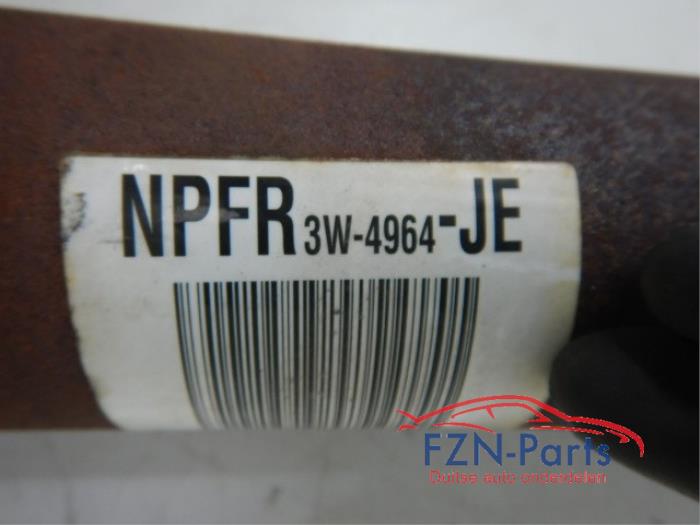 NPFR 3W-4964-JE
FZN-Parts
Duitse auto onderdelen